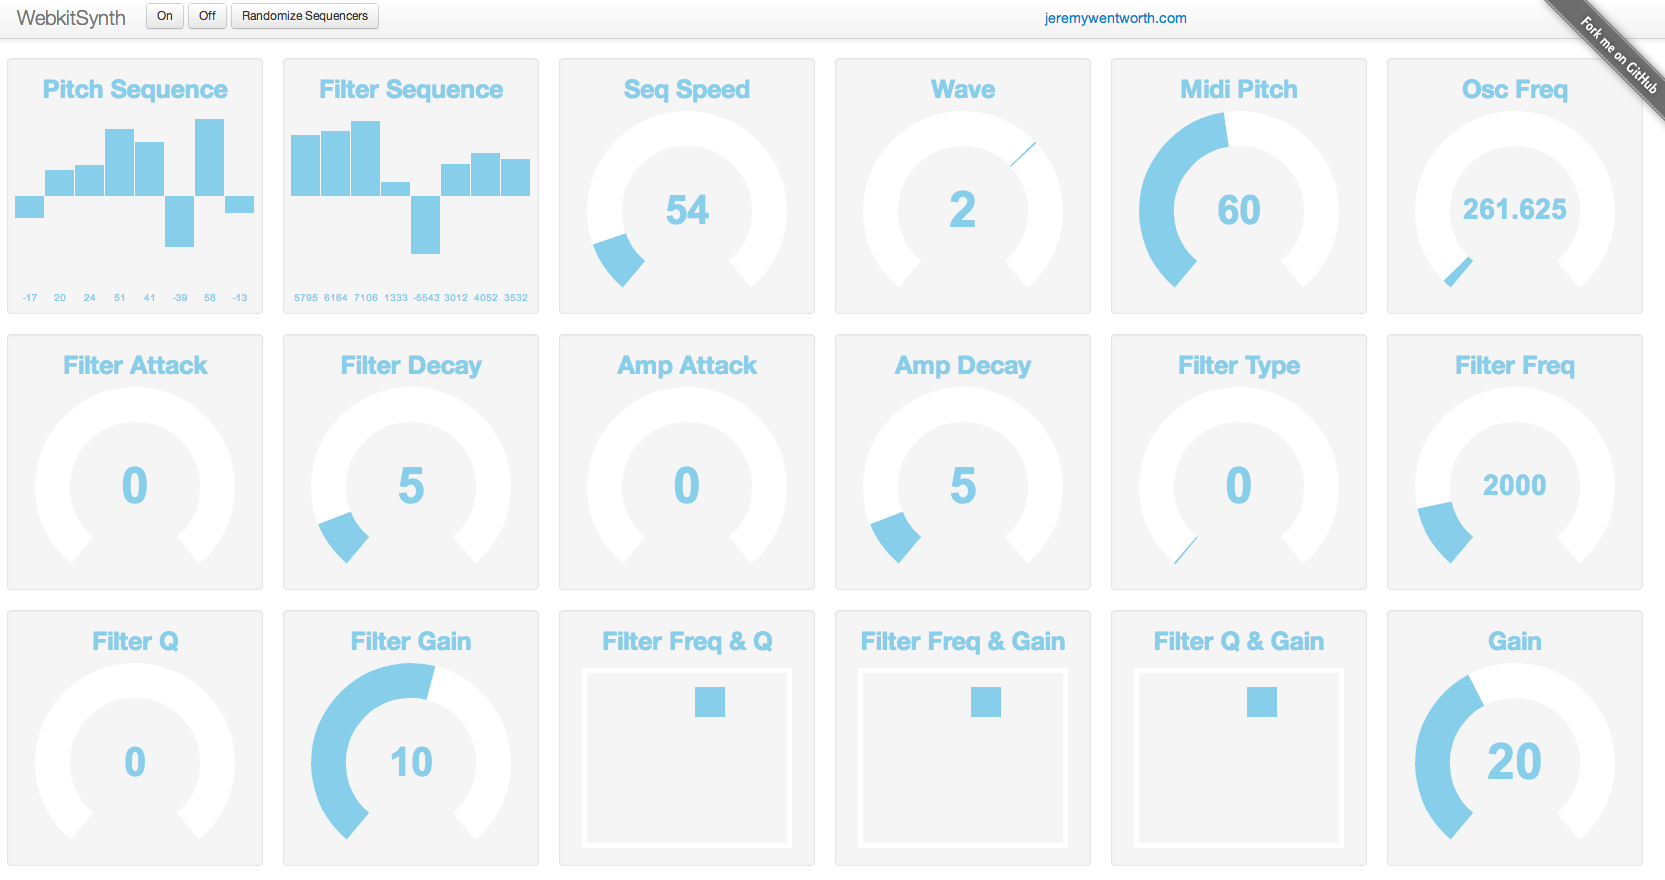 WebkitSynth On Off Randomize Sequencers jeremywentworth.com
Fork me on GitHub
Pitch Sequence Filter Sequence Seq Speed Wave Midi Pitch Osc Freq
54 2 60 261.625
-17 20 24 51 41 -39 58 -13 5795 6164 7106 1333 -5543 3012 4052 3532
Filter Attack Filter Decay Amp Attack Amp Decay Filter Type Filter Freq
0 5 0 5 0 2000
Filter Q Filter Gain Filter Freq & Q Filter Freq & Gain Filter Q & Gain Gain
0 10 20